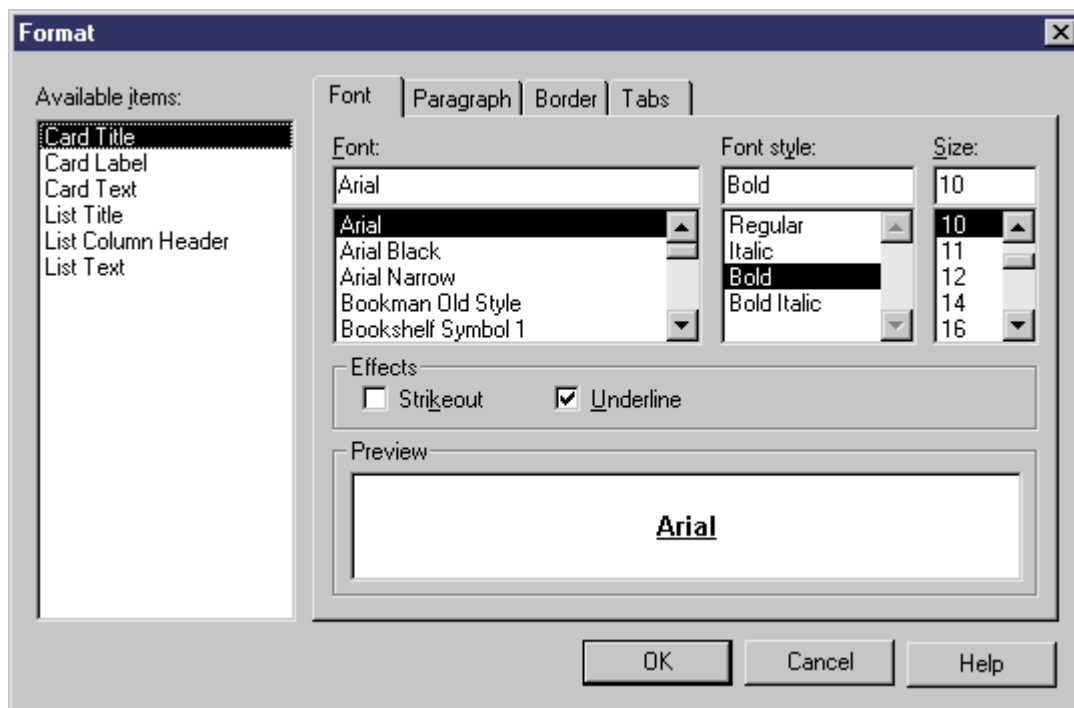 Format
Available items:
Card Title
Card Label
Card Text
List Title
List Column Header
List Text
Font Paragraph Border Tabs
Font:
Arial
Arial
Arial Black
Arial Narrow
Bookman Old Style
Bookshelf Symbol 1
Font style:
Bold
Regular
Italic
Bold
Bold Italic
Size:
10
10
11
12
14
16
Effects
Strikeout Underline
Preview
Arial
OK Cancel Help